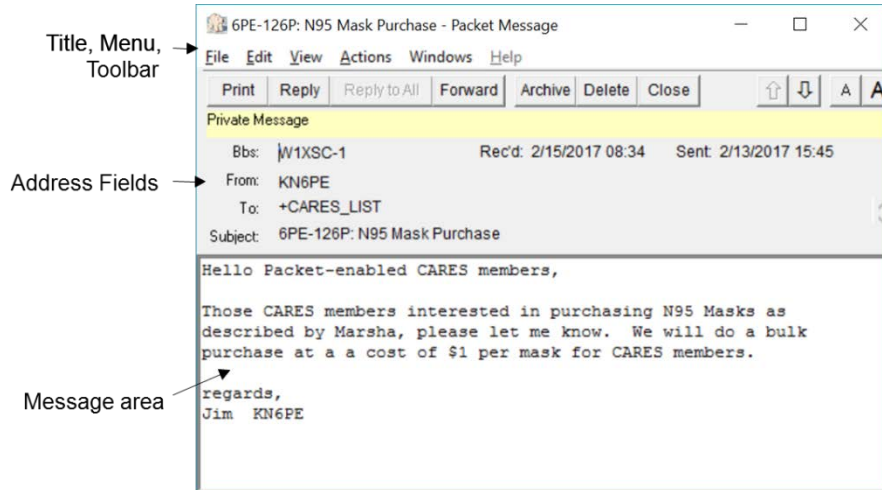 6PE-126P: N95 Mask Purchase - Packet Message
Title, Menu,
Toolbar
File Edit View Actions Windows Help
Print Reply Reply to All Forward Archive Delete Close A A
Private Message
Bbs: W1XSC-1 Rec'd: 2/15/2017 08:34 Sent: 2/13/2017 15:45
Address Fields
From: KN6PE
To: +CARES_LIST
Subject: 6PE-126P: N95 Mask Purchase
Hello Packet-enabled CARES members,
Those CARES members interested in purchasing N95 Masks as
described by Marsha, please let me know. We will do a bulk
purchase at a a cost of $1 per mask for CARES members.
Message area
regards,
Jim KN6PE